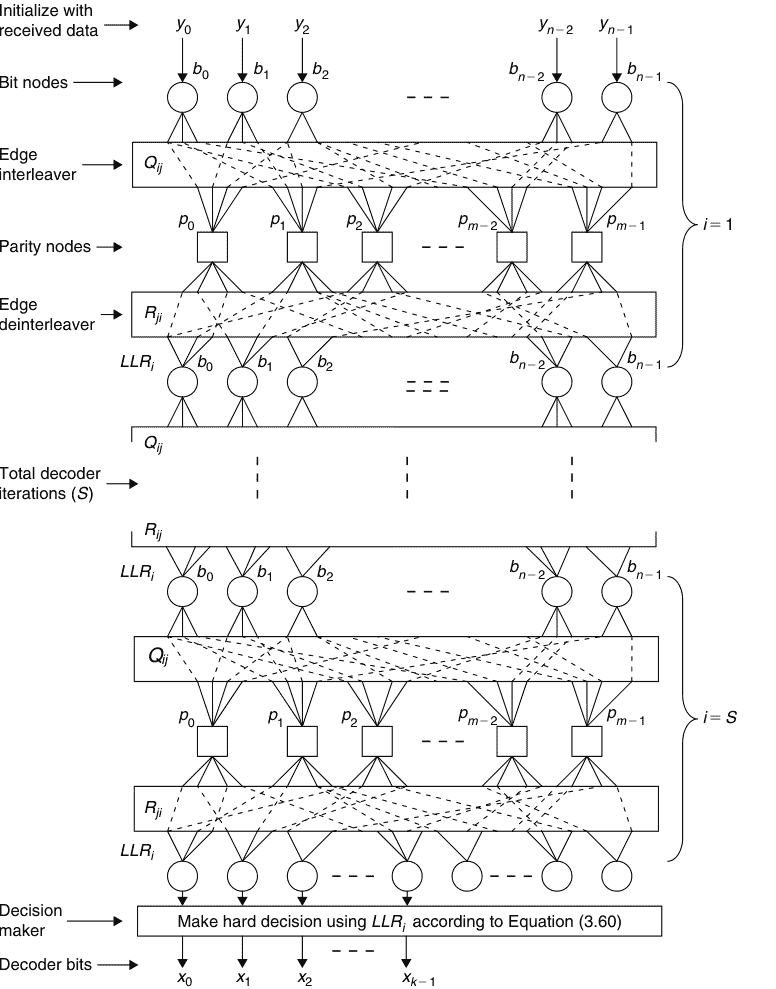 Initialize with
received data
y0 y1 y2 yn−2 yn−1
Bit nodes
b0 b1 b2 bn−2 bn−1
Edge
interleaver
Qij
i = 1
p0 p1 p2 pm−2 pm−1
Parity nodes
Edge
deinterleaver
Rji
LLRi b0 b1 b2 bn−2 bn−1
Qij
Total decoder
iterations (S)
Rij
LLRi b0 b1 b2 bn−2 bn−1
Qij
p0 p1 p2 pm−2 pm−1
i = S
Rji
LLRi
Decision
maker
Make hard decision using LLRi according to Equation (3.60)
Decoder bits
x0 x1 x2 xk−1